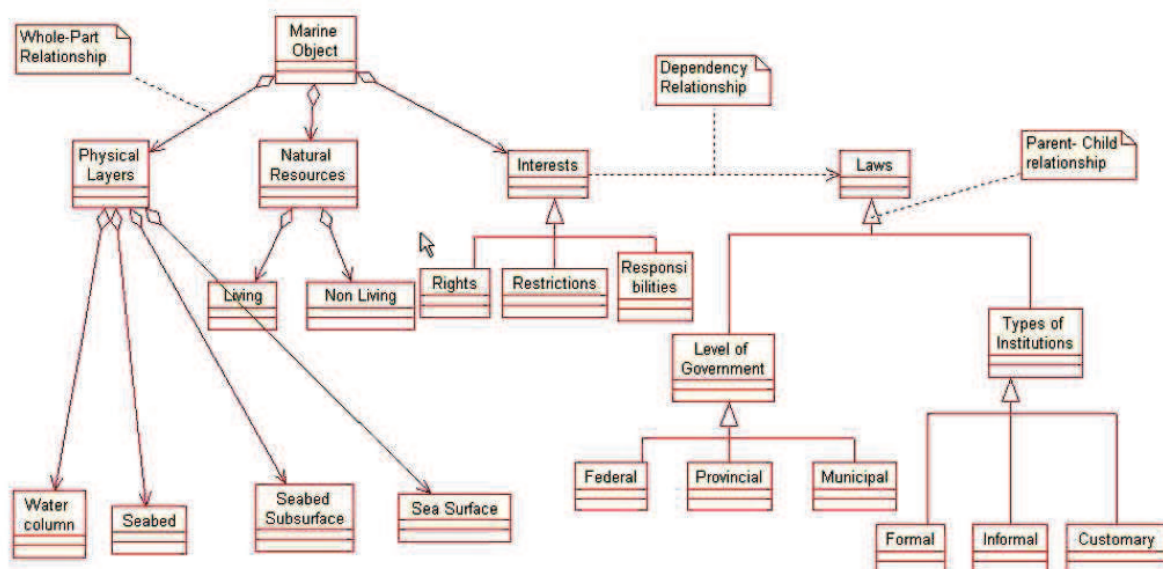 Marine
Object
Whole-Part
Relationship
Dependency
Relationship
Parent- Child
relationship
Physical
Layers
Natural
Resources
Interests
Laws
Living
Non Living
Rights
Restrictions
Responsi
bilities
Level of
Government
Types of
Institutions
Federal
Provincial
Municipal
Water
column
Seabed
Seabed
Subsurface
Sea Surface
Formal
Informal
Customary